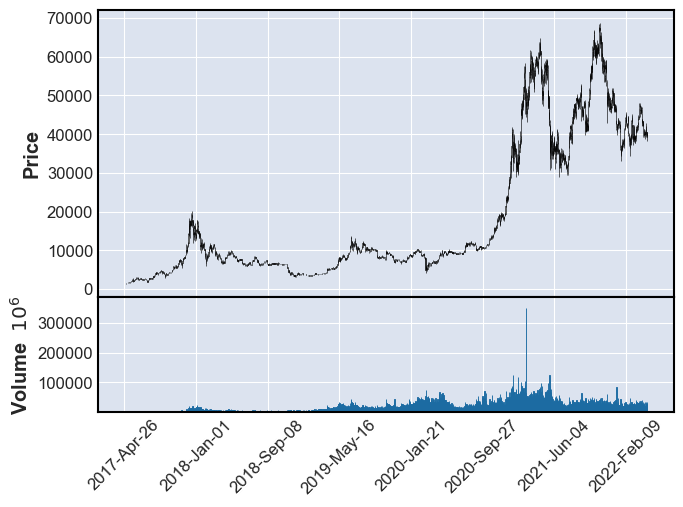 70000
60000
50000
40000
30000
20000
10000
0
Price
300000
200000
100000
Volume 10^6
2017-Apr-26
2018-Jan-01
2018-Sep-08
2019-May-16
2020-Jan-21
2020-Sep-27
2021-Jun-04
2022-Feb-09